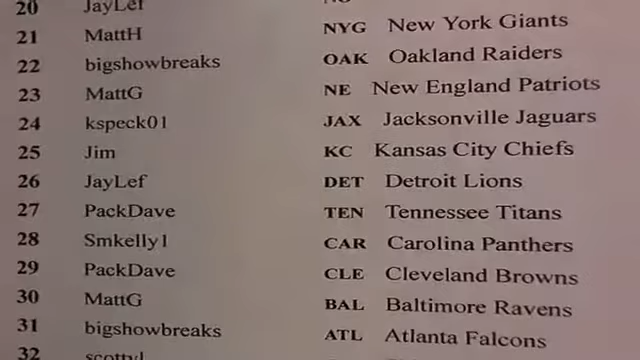 20 JayLef
21 MattH NYG New York Giants
22 bigshowbreaks OAK Oakland Raiders
23 MattG NE New England Patriots
24 kspeck01 JAX Jacksonville Jaguars
25 Jim KC Kansas City Chiefs
26 JayLef DET Detroit Lions
27 PackDave TEN Tennessee Titans
28 Smkelly1 CAR Carolina Panthers
29 PackDave CLE Cleveland Browns
30 MattG BAL Baltimore Ravens
31 bigshowbreaks ATL Atlanta Falcons
32